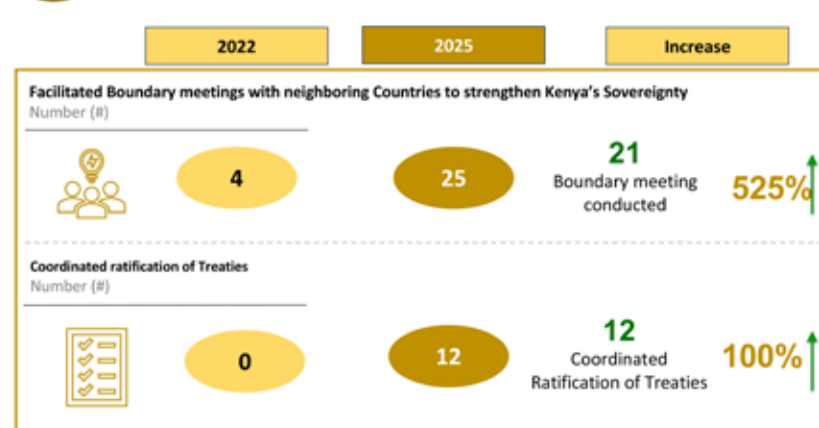 2022 2025 Increase
Facilitated Boundary meetings with neighboring Countries to strengthen Kenya's Sovereignty
Number (#)
4 25 21 525%
Boundary meeting
conducted
Coordinated ratification of Treaties
Number (#)
0 12 12 100%
Coordinated
Ratification of Treaties